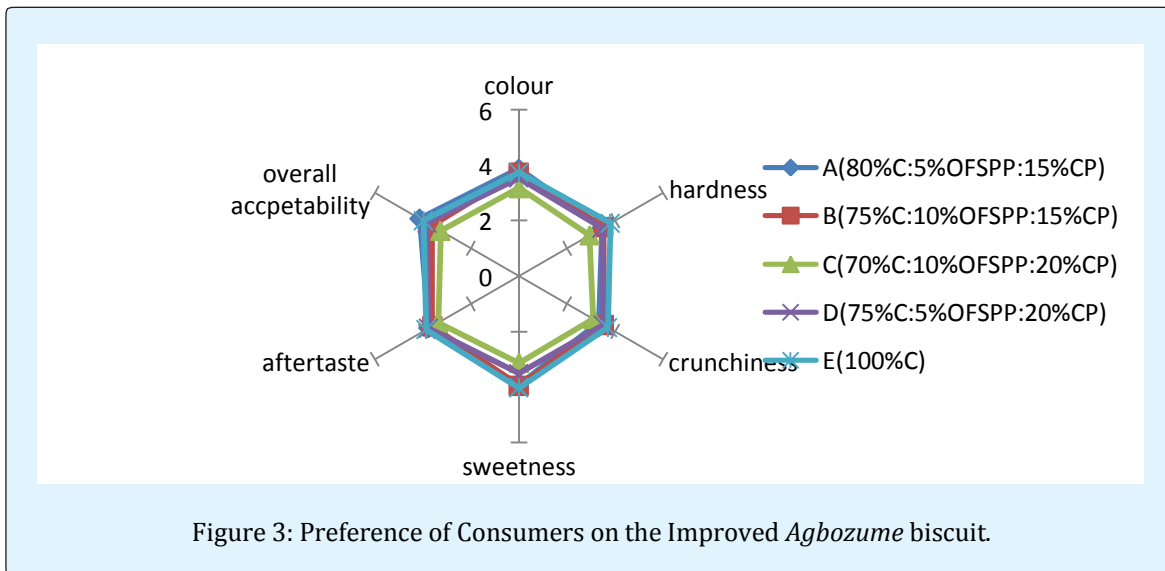 colour
6
4
2
0
hardness
crunchiness
sweetness
aftertaste
overall
accpetability
A(80%C:5%OFSPP:15%CP)
B(75%C:10%OFSPP:15%CP)
C(70%C:10%OFSPP:20%CP)
D(75%C:5%OFSPP:20%CP)
E(100%C)
Figure 3: Preference of Consumers on the Improved Agbozume biscuit.